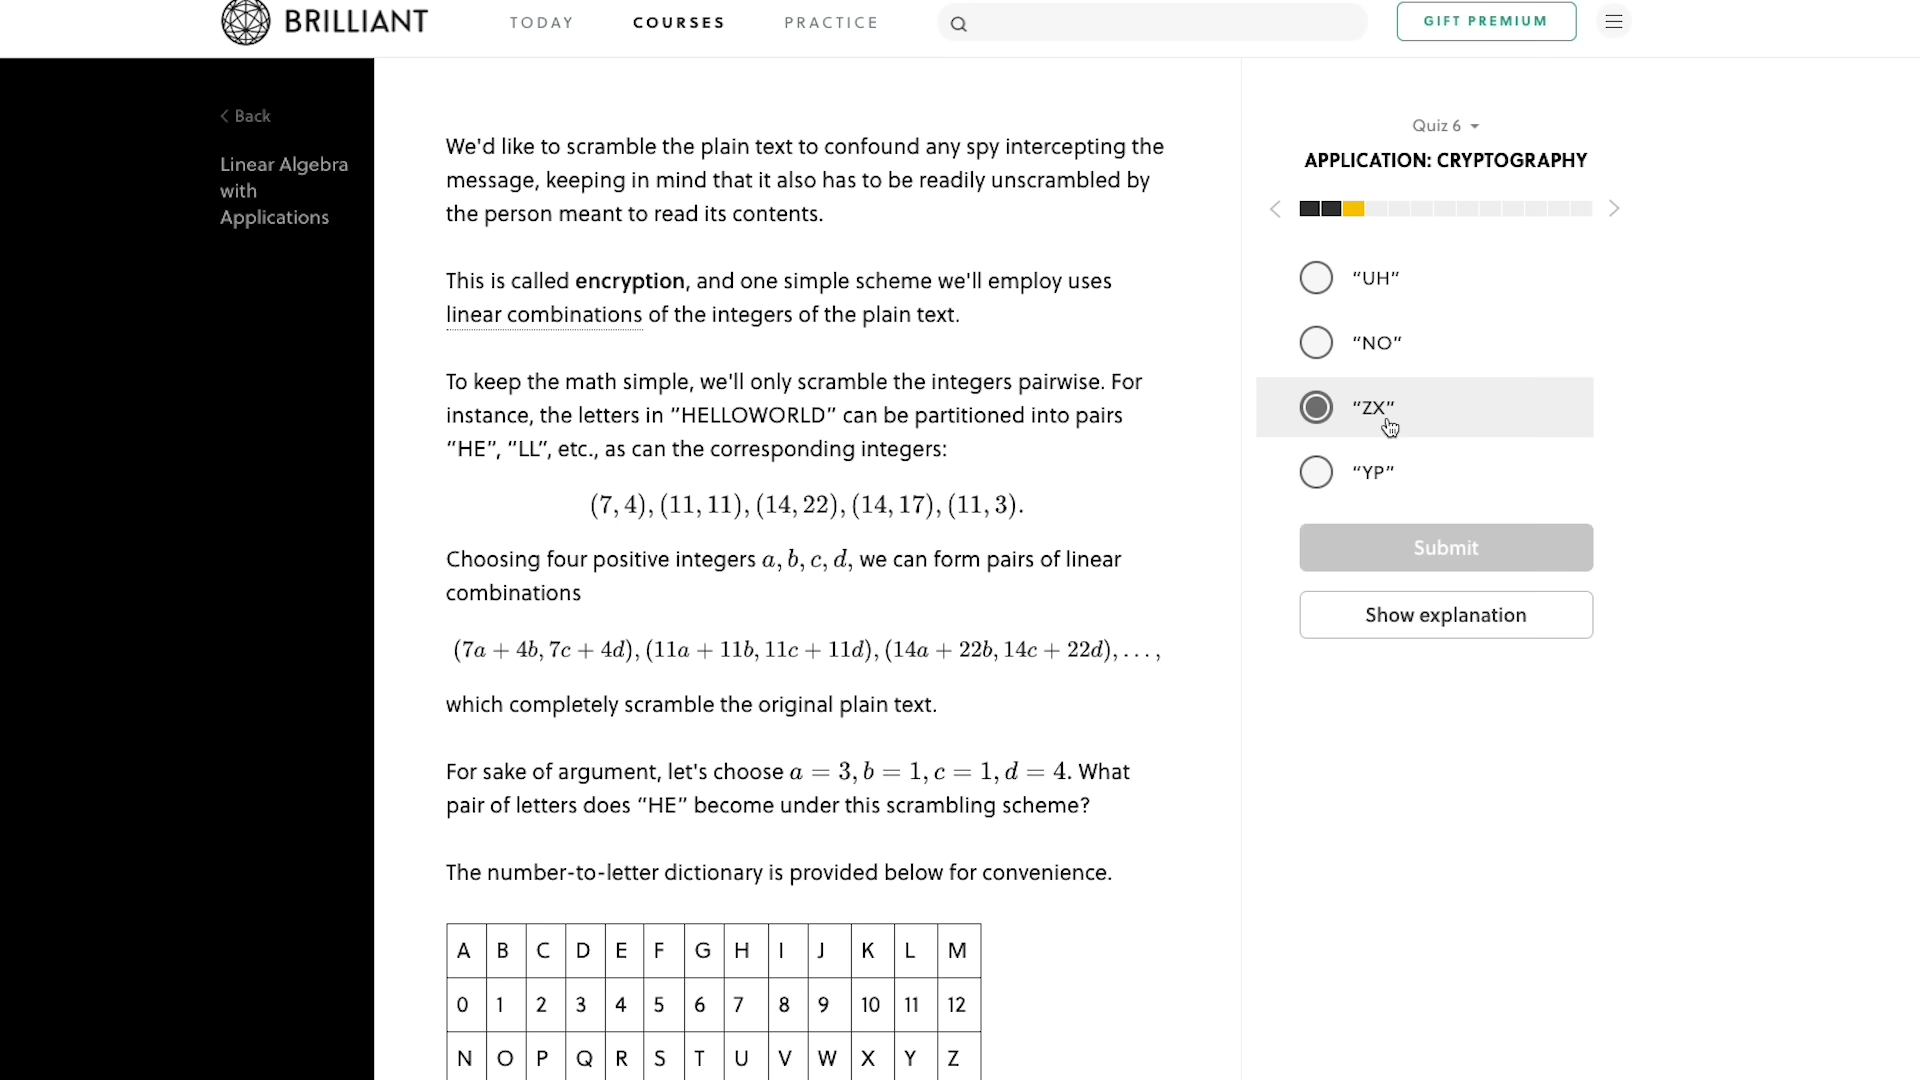 BRILLIANT
TODAY COURSES PRACTICE
GIFT PREMIUM
< Back
Linear Algebra
with
Applications
We'd like to scramble the plain text to confound any spy intercepting the
message, keeping in mind that it also has to be readily unscrambled by
the person meant to read its contents.
This is called encryption, and one simple scheme we'll employ uses
linear combinations of the integers of the plain text.
To keep the math simple, we'll only scramble the integers pairwise. For
instance, the letters in “HELLOWORLD” can be partitioned into pairs
“HE”, “LL”, etc., as can the corresponding integers:
(7, 4), (11, 11), (14, 22), (14, 17), (11, 3).
Choosing four positive integers a, b, c, d, we can form pairs of linear
combinations
(7a + 4b, 7c + 4d), (11a + 11b, 11c + 11d), (14a + 22b, 14c + 22d), . . . ,
which completely scramble the original plain text.
For sake of argument, let's choose a = 3, b = 1, c = 1, d = 4. What
pair of letters does “HE” become under this scrambling scheme?
The number-to-letter dictionary is provided below for convenience.
A B C D E F G H I J K L M
0 1 2 3 4 5 6 7 8 9 10 11 12
N O P Q R S T U V W X Y Z
Quiz 6
APPLICATION: CRYPTOGRAPHY
“UH”
“NO”
“ZX”
“YP”
Submit
Show explanation